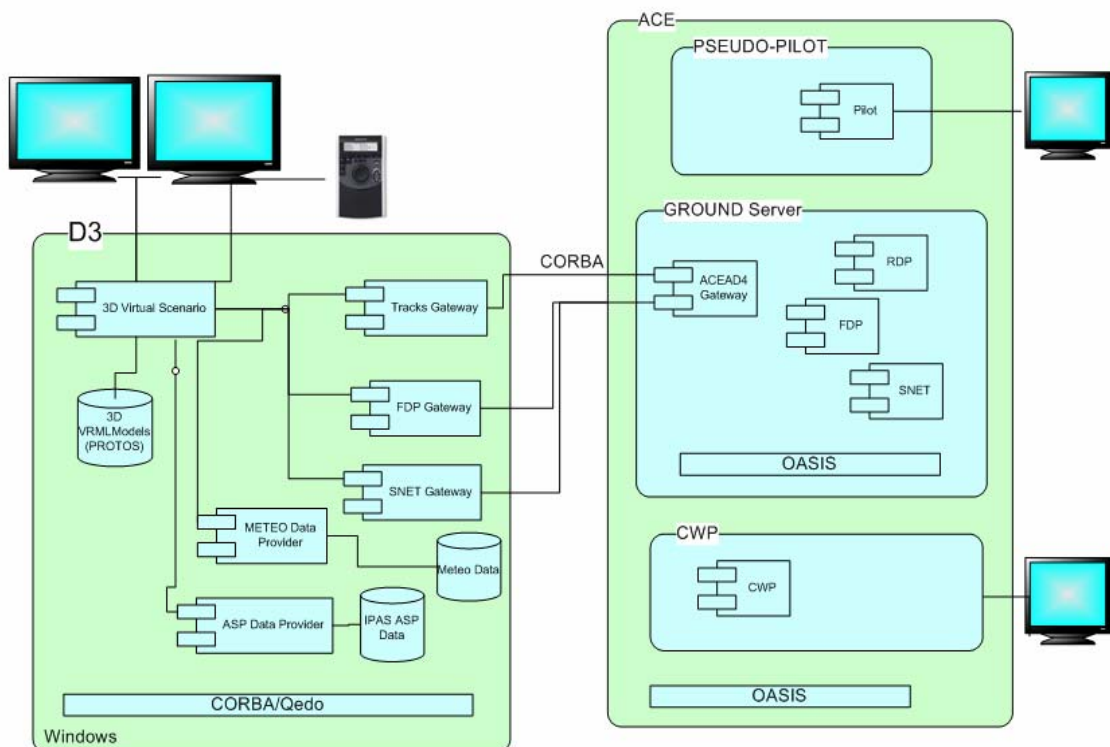 ACE
PSEUDO-PILOT
Pilot
D3
3D Virtual Scenario
3D
VRMLModels
(PROTOS)
Tracks Gateway
FDP Gateway
SNET Gateway
METEO Data
Provider
Meteo Data
ASP Data Provider
IPAS ASP
Data
CORBA/Qedo
Windows
CORBA
GROUND Server
ACEAD4
Gateway
RDP
FDP
SNET
OASIS
CWP
CWP
OASIS